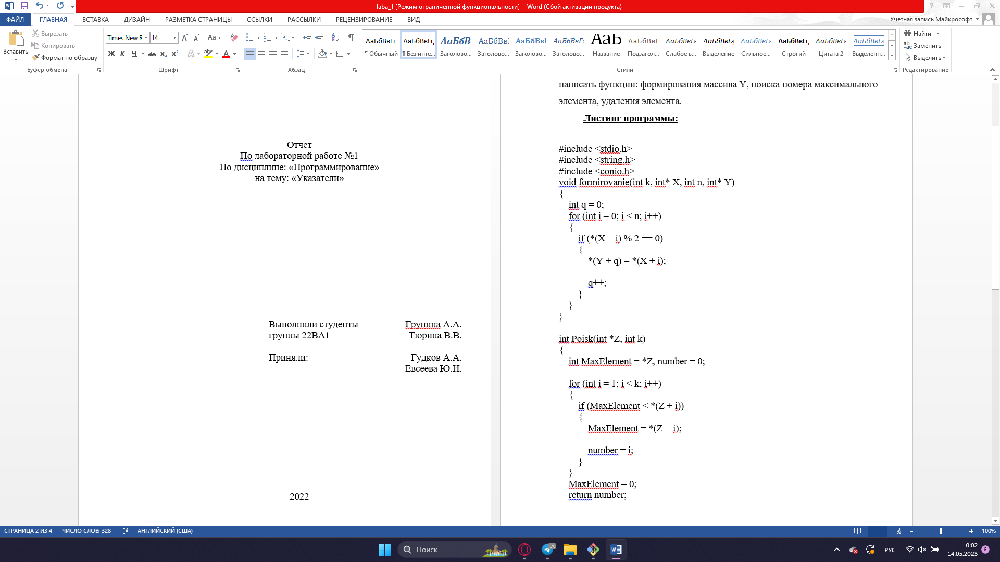 laba_1 [Режим ограниченной функциональности] - Word (Сбой активации продукта)
ФАЙЛ ГЛАВНАЯ ВСТАВКА ДИЗАЙН РАЗМЕТКА СТРАНИЦЫ ССЫЛКИ РАССЫЛКИ РЕЦЕНЗИРОВАНИЕ ВИД
Учетная запись Майкрософт
Вставить
Вырезать
Копировать
Формат по образцу
Буфер обмена
Times New R 14
Ж К Ч abc x₂ x²
Шрифт
Абзац
АаБбВвГг, АаБбВвГг, АаБбВ АаБбВв АаБбВвІ АаБбВвГ АаБ АаБбВвГ АаБбВвГг АаБбВвГг АаБбВвГг АаБбВвГг, АаБбВвГг АаБбВвГг
¶ Обычный ¶ Без инте... Заголово... Заголово... Заголово... Заголово... Название Подзагол... Слабое в... Выделение Сильное... Строгий Цитата 2 Выделенн...
Стили
Найти
Заменить
Выделить
Редактирование
Отчет
По лабораторной работе №1
По дисциплине: «Программирование»
на тему: «Указатели»
Выполнили студенты Грунина А.А.
группы 22ВА1 Тюрина В.В.
Приняли: Гудков А.А.
Евсеева Ю.И.
2022
написать функции: формирования массива Y, поиска номера максимального
элемента, удаления элемента.
Листинг программы:
#include <stdio.h>
#include <string.h>
#include <conio.h>
void formirovanie(int k, int* X, int n, int* Y)
{
int q = 0;
for (int i = 0; i < n; i++)
{
if (*(X + i) % 2 == 0)
{
*(Y + q) = *(X + i);
q++;
}
}
}
int Poisk(int *Z, int k)
{
int MaxElement = *Z, number = 0;
for (int i = 1; i < k; i++)
{
if (MaxElement < *(Z + i))
{
MaxElement = *(Z + i);
number = i;
}
}
MaxElement = 0;
return number;
СТРАНИЦА 2 ИЗ 4 ЧИСЛО СЛОВ: 328 АНГЛИЙСКИЙ (США) 100%
Поиск
70
РУС
0:02
14.05.2023
6